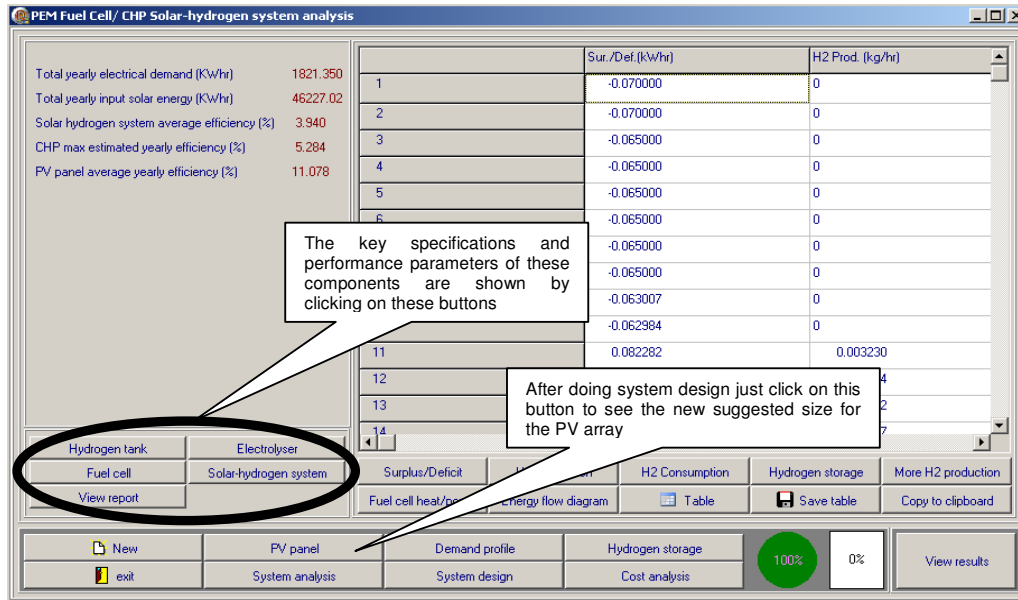 PEM Fuel Cell/ CHP Solar-hydrogen system analysis
Total yearly electrical demand (KWhr) 1821.350
Total yearly input solar energy (KWhr) 46227.02
Solar hydrogen system average efficiency (%) 3.940
CHP max estimated yearly efficiency (%) 5.284
PV panel average yearly efficiency (%) 11.078
Sur./Def.(kWhr) H2 Prod. (kg/hr)
1 -0.070000 0
2 -0.070000 0
3 -0.065000 0
4 -0.065000 0
5 -0.065000 0
6 -0.065000 0
-0.065000 0
-0.065000 0
-0.063007 0
-0.062984 0
11 0.082282 0.003230
12 4
13 2
14 7
The key specifications and
performance parameters of these
components are shown by
clicking on these buttons
After doing system design just click on this
button to see the new suggested size for
the PV array
Hydrogen tank Electrolyser
Fuel cell Solar-hydrogen system
View report
Surplus/Deficit H2 Consumption Hydrogen storage More H2 production
Fuel cell heat/po Energy flow diagram Table Save table Copy to clipboard
New PV panel Demand profile Hydrogen storage
exit System analysis System design Cost analysis
100% 0% View results